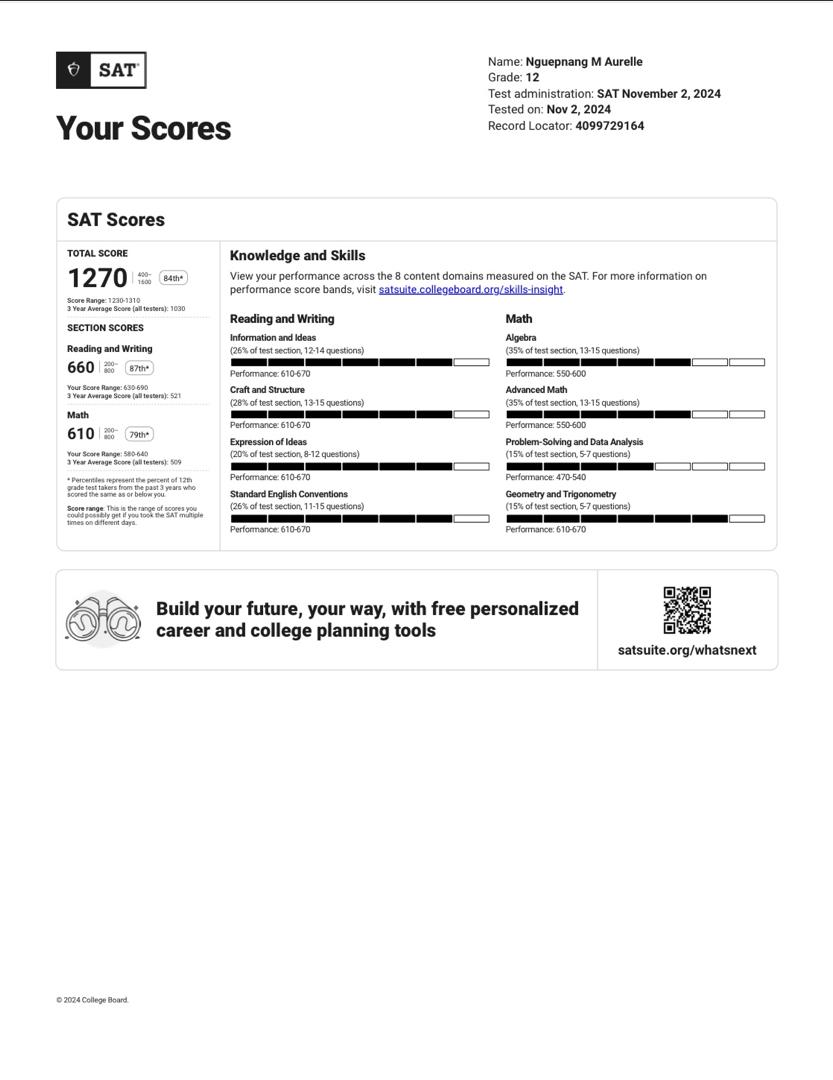 SAT
Name: Nguepnang M Aurelle
Grade: 12
Test administration: SAT November 2, 2024
Tested on: Nov 2, 2024
Record Locator: 4099729164
Your Scores
SAT Scores
TOTAL SCORE
1270 400–1600 84th*
Score Range: 1230-1310
3 Year Average Score (all testers): 1030
SECTION SCORES
Reading and Writing
660 200–800 87th*
Your Score Range: 630-690
3 Year Average Score (all testers): 521
Math
610 200–800 79th*
Your Score Range: 580-640
3 Year Average Score (all testers): 509
* Percentiles represent the percent of 12th
grade test takers from the past 3 years who
scored the same as or below you.
Score range: This is the range of scores you
could possibly get if you took the SAT multiple
times on different days.
Knowledge and Skills
View your performance across the 8 content domains measured on the SAT. For more information on
performance score bands, visit satsuite.collegeboard.org/skills-insight.
Reading and Writing
Information and Ideas
(26% of test section, 12-14 questions)
Performance: 610-670
Craft and Structure
(28% of test section, 13-15 questions)
Performance: 610-670
Expression of Ideas
(20% of test section, 8-12 questions)
Performance: 610-670
Standard English Conventions
(26% of test section, 11-15 questions)
Performance: 610-670
Math
Algebra
(35% of test section, 13-15 questions)
Performance: 550-600
Advanced Math
(35% of test section, 13-15 questions)
Performance: 550-600
Problem-Solving and Data Analysis
(15% of test section, 5-7 questions)
Performance: 470-540
Geometry and Trigonometry
(15% of test section, 5-7 questions)
Performance: 610-670
Build your future, your way, with free personalized
career and college planning tools
satsuite.org/whatsnext
© 2024 College Board.